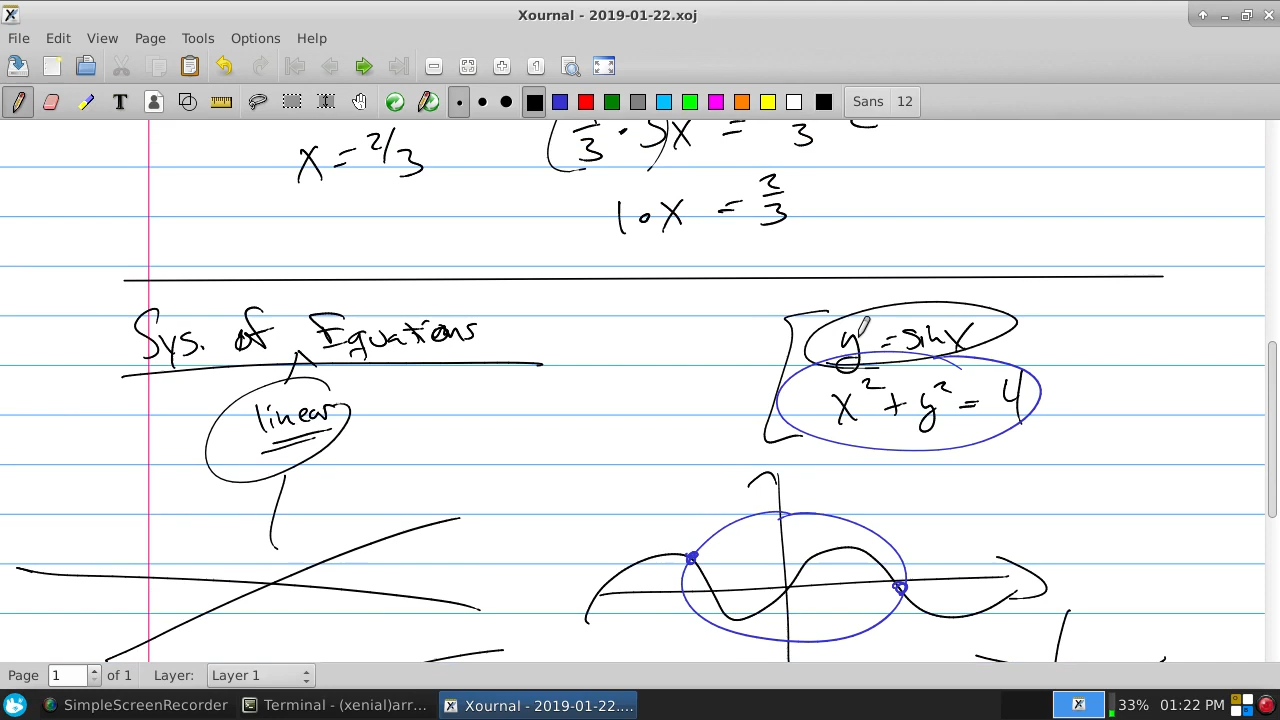 Xournal - 2019-01-22.xoj
File Edit View Page Tools Options Help
Sans 12
x = 2/3
3 · 5)x = 3
10x = 2/3
Sys. of Equations
linear
y = sin x
x² + y² = 4
Page 1 of 1 Layer: Layer 1
SimpleScreenRecorder Terminal - (xenial)arr... Xournal - 2019-01-22.... 33% 01:22 PM